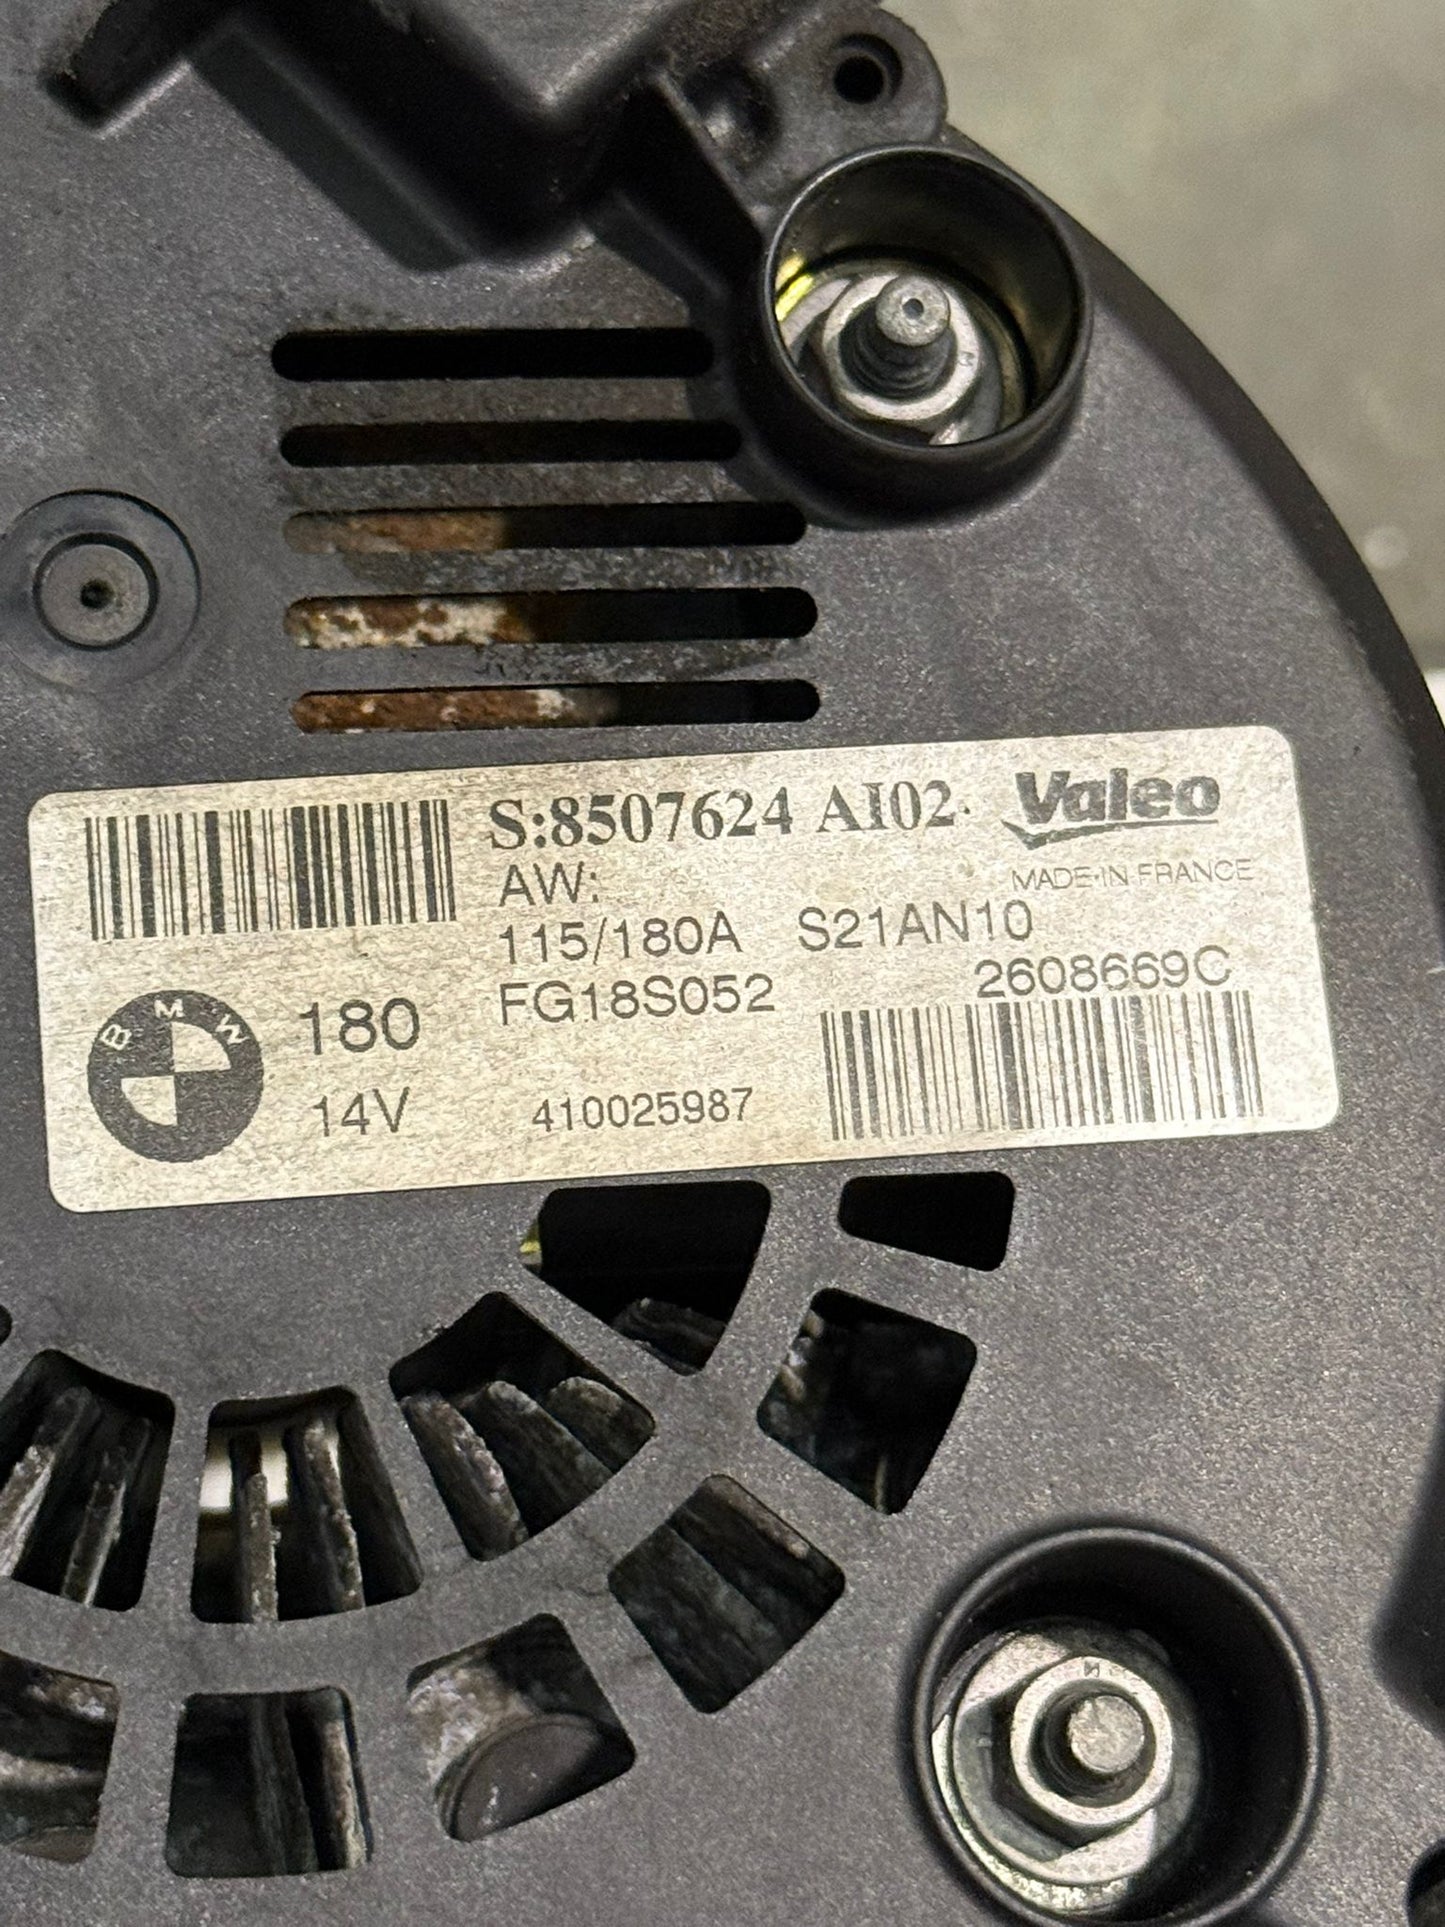 S:8507624 AI02.
Valeo
AW:
MADE IN FRANCE
115/180A S21AN10
FG18S052
2608669C
BMW
180
14V
410025987